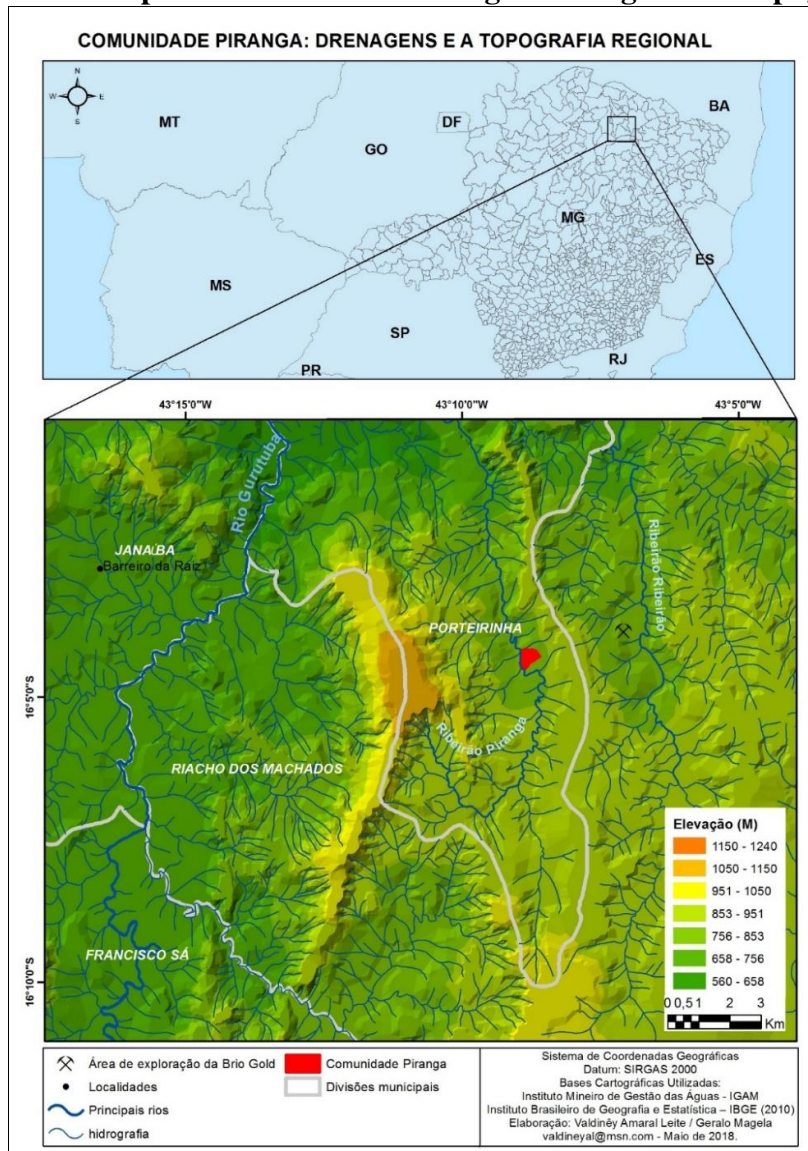 COMUNIDADE PIRANGA: DRENAGENS E A TOPOGRAFIA REGIONAL
N
W
E
S
MT
GO
DF
BA
MG
ES
MS
SP
PR
RJ
43°15'0"W
43°10'0"W
43°5'0"W
16°5'0"S
16°10'0"S
Rio Gurutuba
JANAÚBA
Barreiro da Raiz
PORTEIRINHA
Ribeirão Ribeirão
Ribeirão Piranga
RIACHO DOS MACHADOS
FRANCISCO SÁ
Elevação (M)
1150 - 1240
1050 - 1150
951 - 1050
853 - 951
756 - 853
658 - 756
560 - 658
0 0,5 1 2 3
Km
Área de exploração da Brio Gold
Comunidade Piranga
Localidades
Divisões municipais
Principais rios
hidrografia
Sistema de Coordenadas Geográficas
Datum: SIRGAS 2000
Bases Cartográficas Utilizadas:
Instituto Mineiro de Gestão das Águas - IGAM
Instituto Brasileiro de Geografia e Estatística – IBGE (2010)
Elaboração: Valdinêy Amaral Leite / Geralo Magela
valdineyal@msn.com - Maio de 2018.